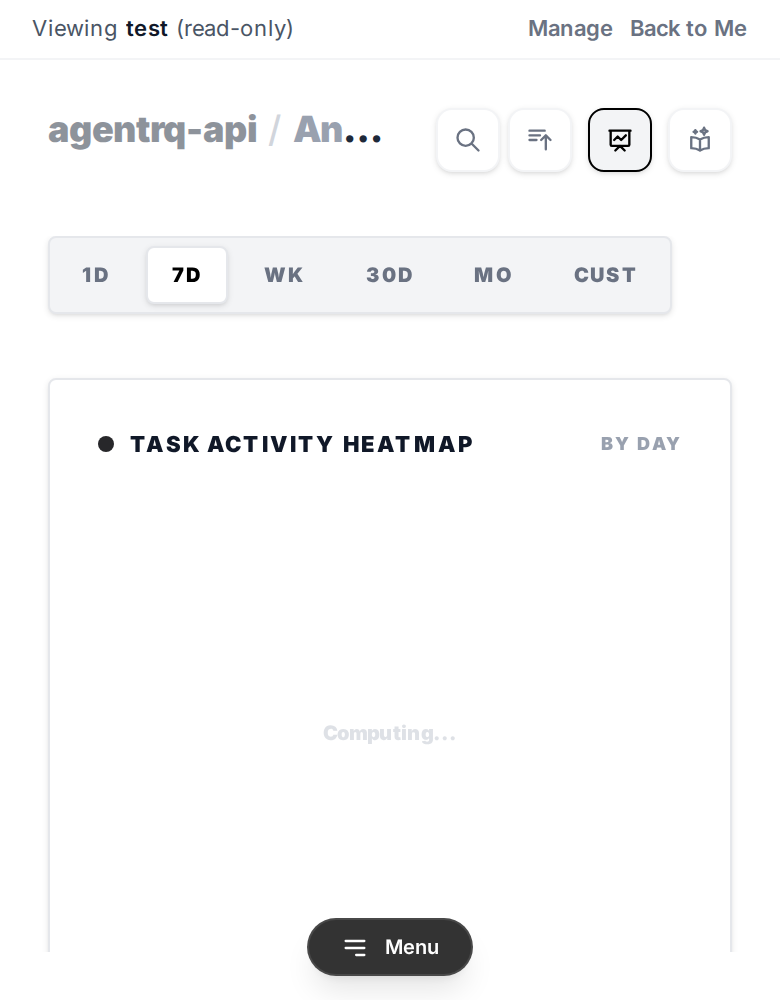 Viewing test (read-only) Manage Back to Me
agentrq-api / An...
1D 7D WK 30D MO CUST
TASK ACTIVITY HEATMAP BY DAY
Computing...
Menu